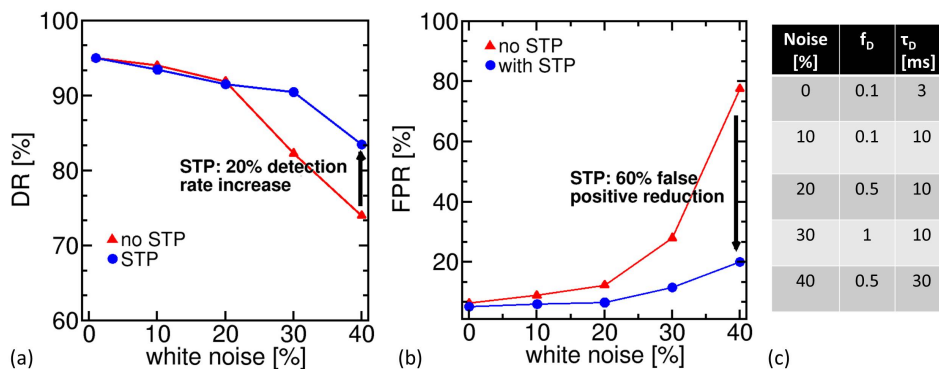 100
90
80
70
60
DR [%]
STP: 20% detection
rate increase
no STP
STP
0
10
20
30
40
white noise [%]
(a)
100
80
60
40
20
FPR [%]
no STP
with STP
STP: 60% false
positive reduction
0
10
20
30
40
white noise [%]
(b)
Noise [%] f_D τ_D [ms]
0 0.1 3
10 0.1 10
20 0.5 10
30 1 10
40 0.5 30
(c)